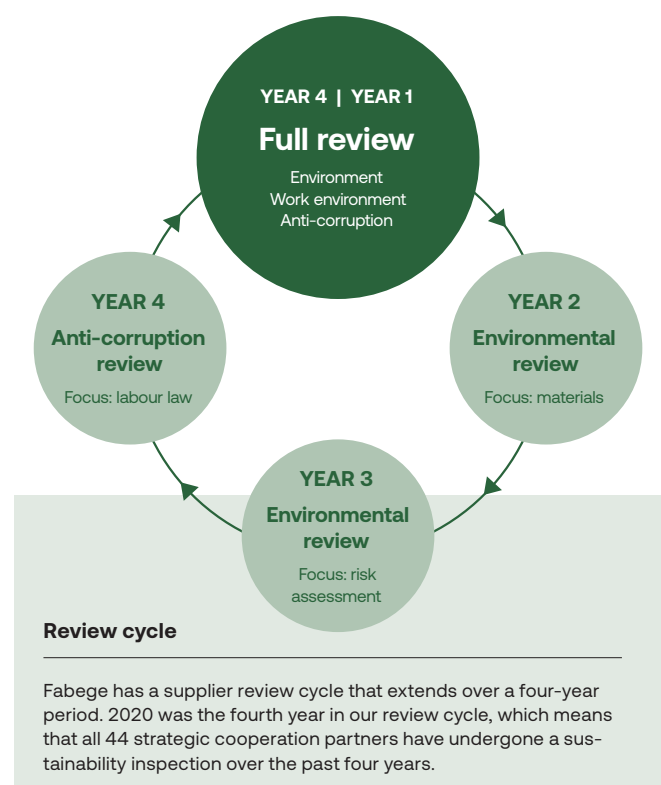 YEAR 4 | YEAR 1
Full review
Environment
Work environment
Anti-corruption
YEAR 4
Anti-corruption
review
Focus: labour law
YEAR 2
Environmental
review
Focus: materials
YEAR 3
Environmental
review
Focus: risk
assessment
Review cycle
Fabege has a supplier review cycle that extends over a four-year
period. 2020 was the fourth year in our review cycle, which means
that all 44 strategic cooperation partners have undergone a sus-
tainability inspection over the past four years.